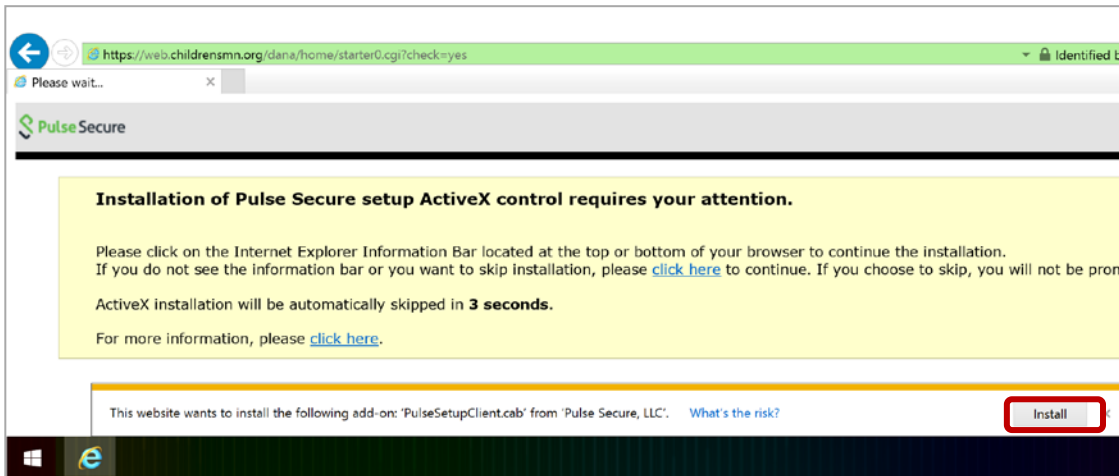 https://web.childrensmn.org/dana/home/starter0.cgi?check=yes
Identified
Please wait...
Pulse Secure
Installation of Pulse Secure setup ActiveX control requires your attention.
Please click on the Internet Explorer Information Bar located at the top or bottom of your browser to continue the installation.
If you do not see the information bar or you want to skip installation, please click here to continue. If you choose to skip, you will not be
ActiveX installation will be automatically skipped in 3 seconds.
For more information, please click here.
This website wants to install the following add-on: 'PulseSetupClient.cab' from 'Pulse Secure, LLC'. What's the risk? Install